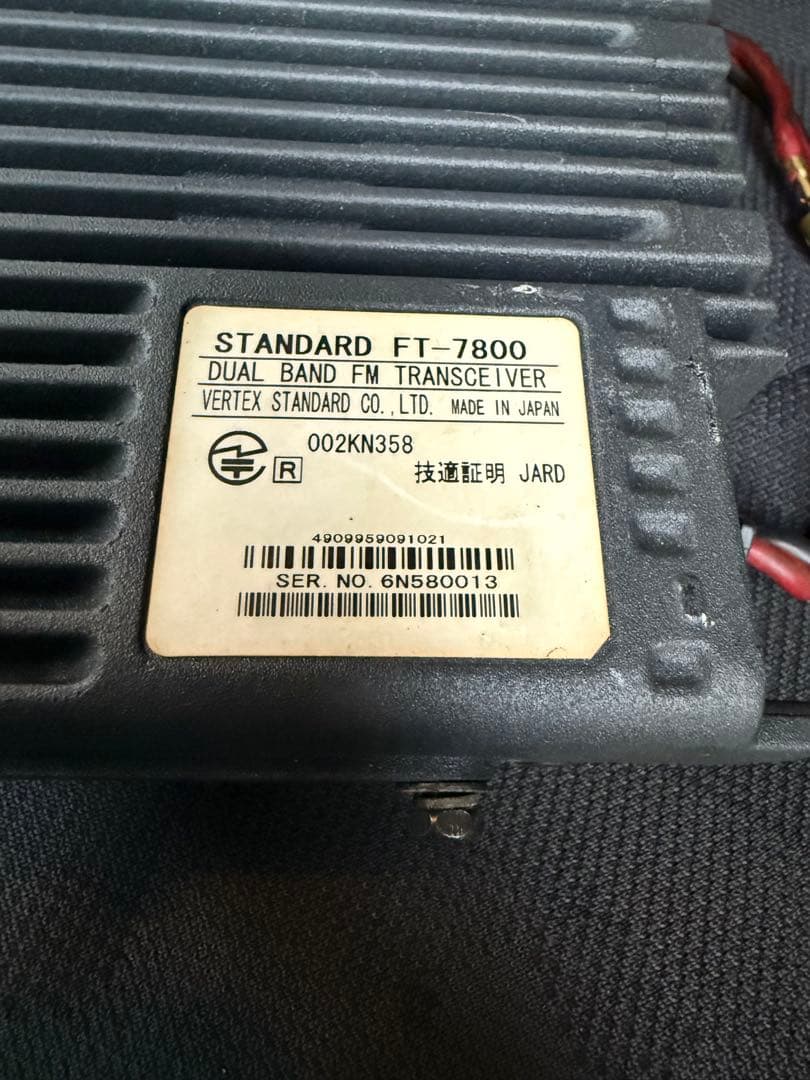 STANDARD FT-7800
DUAL BAND FM TRANSCEIVER
VERTEX STANDARD CO.,LTD. MADE IN JAPAN
R 002KN358
技適証明 JARD
4909959091021
SER. NO. 6N580013